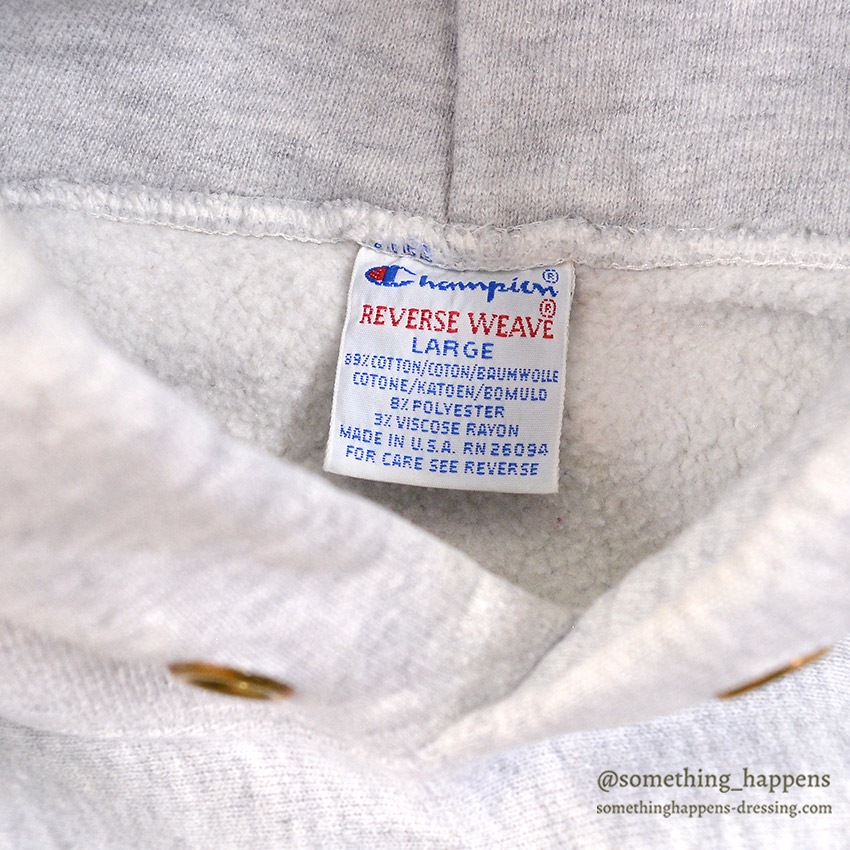 Champion®
REVERSE WEAVE®
LARGE
89% COTTON/COTON/BAUMWOLLE
COTONE/KATOEN/BOMULD
8% POLYESTER
3% VISCOSE RAYON
MADE IN U.S.A. RN 26094
FOR CARE SEE REVERSE
@something_happens
somethinghappens-dressing.com